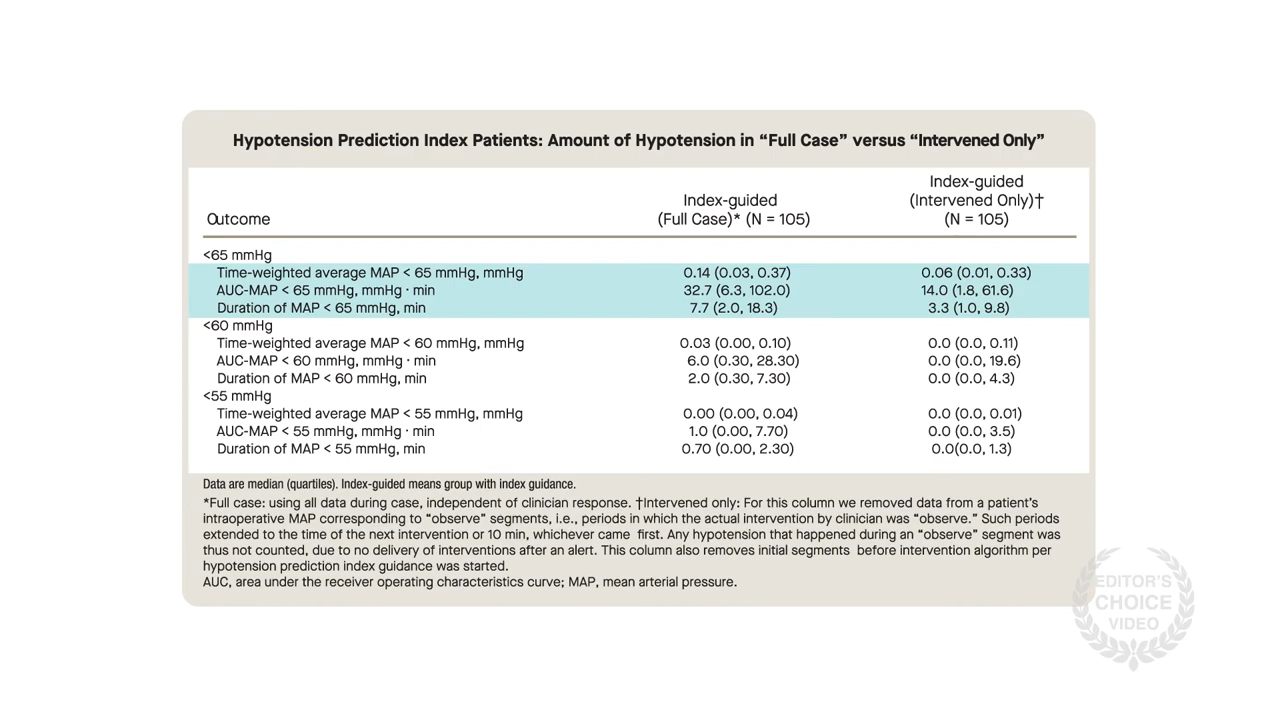 Hypotension Prediction Index Patients: Amount of Hypotension in “Full Case” versus “Intervened Only”
Outcome
Index-guided
(Full Case)* (N = 105)
Index-guided
(Intervened Only)†
(N = 105)
<65 mmHg
Time-weighted average MAP < 65 mmHg, mmHg 0.14 (0.03, 0.37) 0.06 (0.01, 0.33)
AUC-MAP < 65 mmHg, mmHg · min 32.7 (6.3, 102.0) 14.0 (1.8, 61.6)
Duration of MAP < 65 mmHg, min 7.7 (2.0, 18.3) 3.3 (1.0, 9.8)
<60 mmHg
Time-weighted average MAP < 60 mmHg, mmHg 0.03 (0.00, 0.10) 0.0 (0.0, 0.11)
AUC-MAP < 60 mmHg, mmHg · min 6.0 (0.30, 28.30) 0.0 (0.0, 19.6)
Duration of MAP < 60 mmHg, min 2.0 (0.30, 7.30) 0.0 (0.0, 4.3)
<55 mmHg
Time-weighted average MAP < 55 mmHg, mmHg 0.00 (0.00, 0.04) 0.0 (0.0, 0.01)
AUC-MAP < 55 mmHg, mmHg · min 1.0 (0.00, 7.70) 0.0 (0.0, 3.5)
Duration of MAP < 55 mmHg, min 0.70 (0.00, 2.30) 0.0(0.0, 1.3)
Data are median (quartiles). Index-guided means group with index guidance.
*Full case: using all data during case, independent of clinician response. †Intervened only: For this column we removed data from a patient’s
intraoperative MAP corresponding to “observe” segments, i.e., periods in which the actual intervention by clinician was “observe.” Such periods
extended to the time of the next intervention or 10 min, whichever came first. Any hypotension that happened during an “observe” segment was
thus not counted, due to no delivery of interventions after an alert. This column also removes initial segments before intervention algorithm per
hypotension prediction index guidance was started.
AUC, area under the receiver operating characteristics curve; MAP, mean arterial pressure.
EDITOR’S
CHOICE
VIDEO